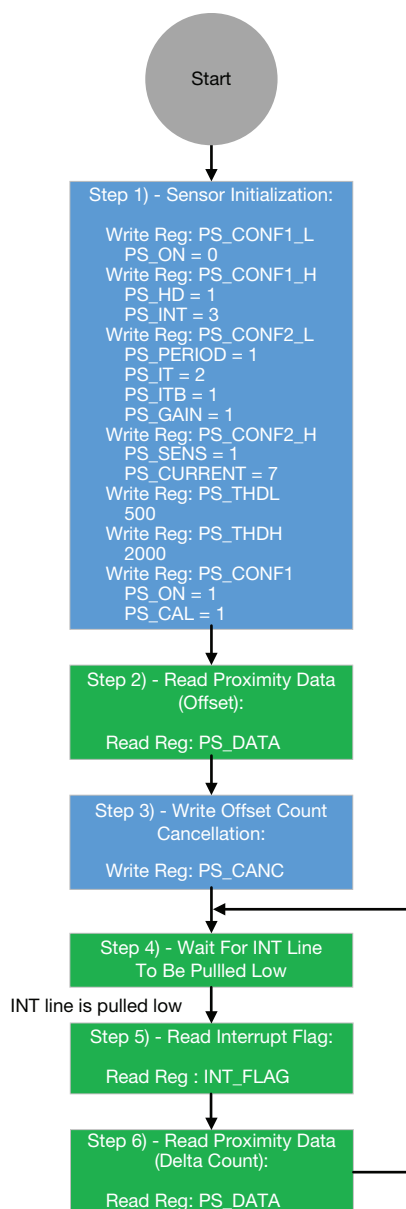 Start
Step 1) - Sensor Initialization:
Write Reg: PS_CONF1_L
PS_ON = 0
Write Reg: PS_CONF1_H
PS_HD = 1
PS_INT = 3
Write Reg: PS_CONF2_L
PS_PERIOD = 1
PS_IT = 2
PS_ITB = 1
PS_GAIN = 1
Write Reg: PS_CONF2_H
PS_SENS = 1
PS_CURRENT = 7
Write Reg: PS_THDL
500
Write Reg: PS_THDH
2000
Write Reg: PS_CONF1
PS_ON = 1
PS_CAL = 1
Step 2) - Read Proximity Data
(Offset):
Read Reg: PS_DATA
Step 3) - Write Offset Count
Cancellation:
Write Reg: PS_CANC
Step 4) - Wait For INT Line
To Be Pullled Low
INT line is pulled low
Step 5) - Read Interrupt Flag:
Read Reg : INT_FLAG
Step 6) - Read Proximity Data
(Delta Count):
Read Reg: PS_DATA